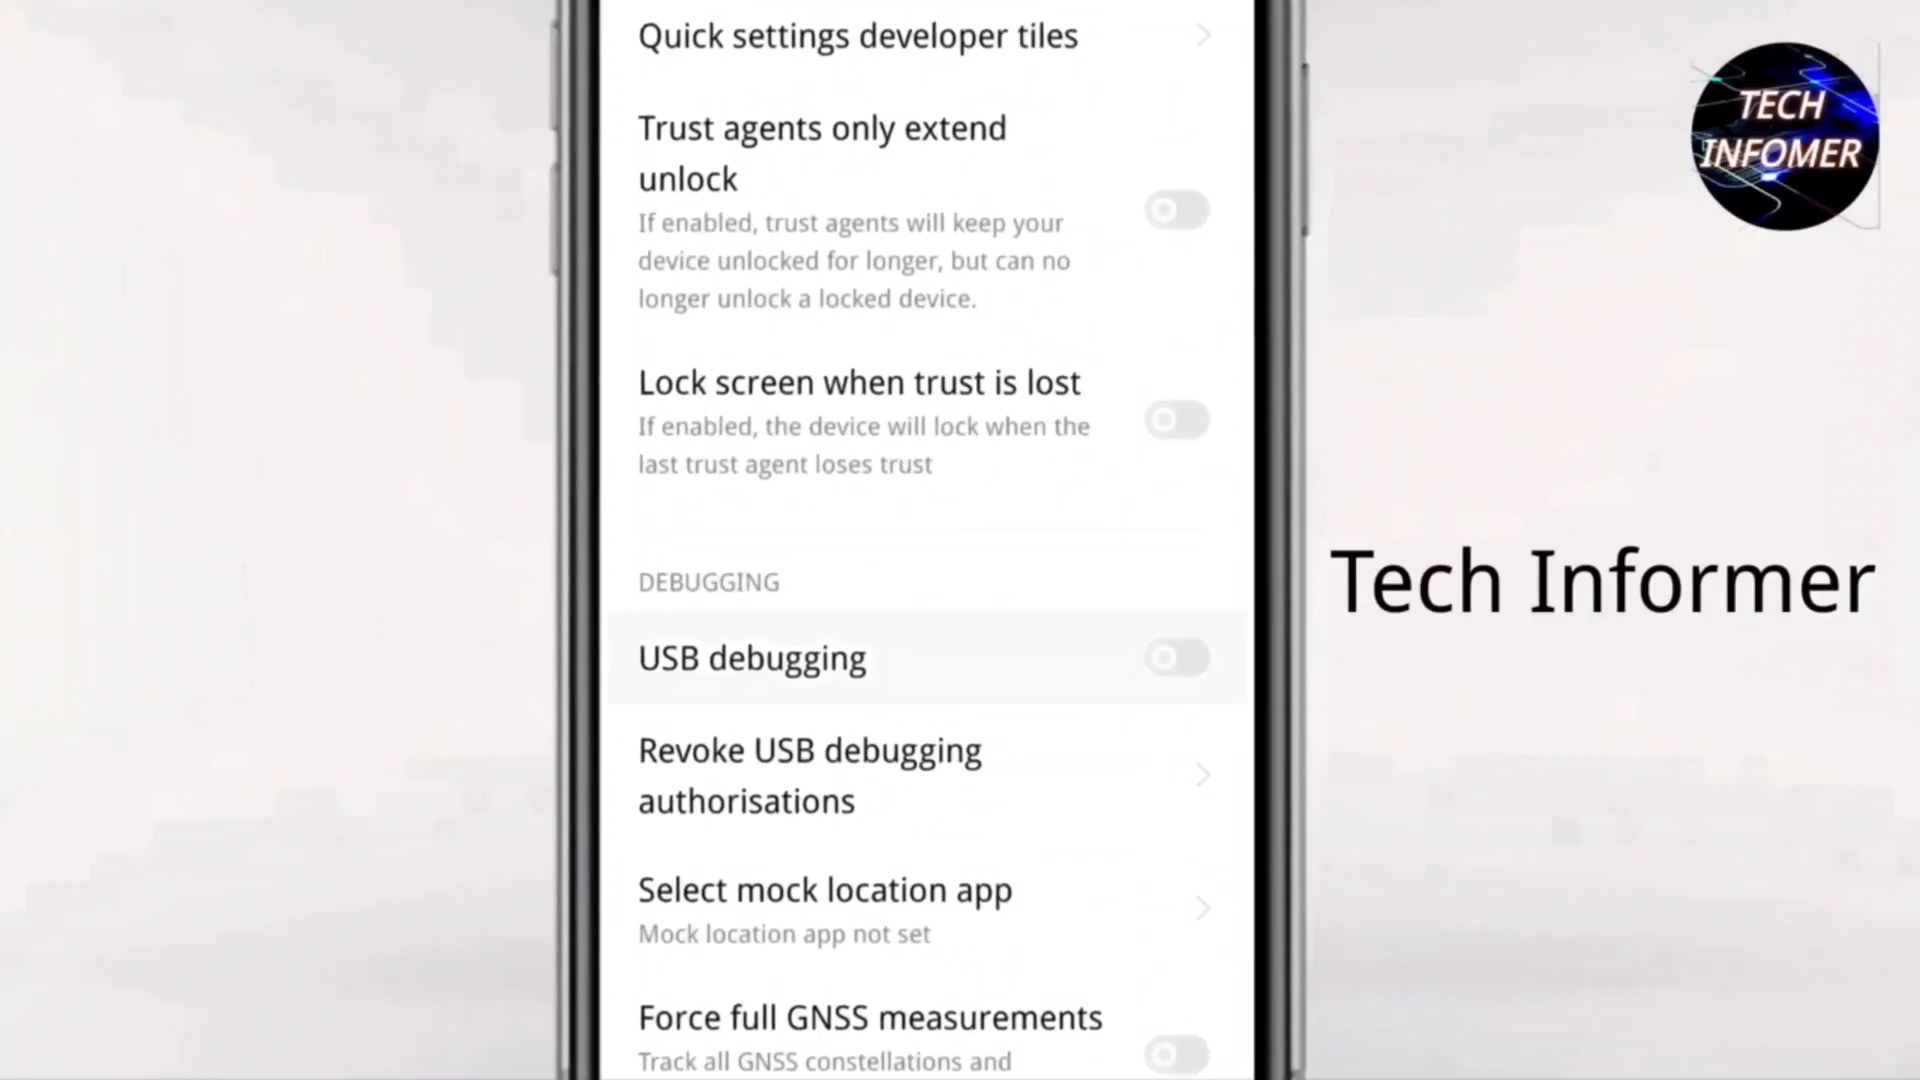 Quick settings developer tiles
Trust agents only extend
unlock
If enabled, trust agents will keep your
device unlocked for longer, but can no
longer unlock a locked device.
Lock screen when trust is lost
If enabled, the device will lock when the
last trust agent loses trust
DEBUGGING
USB debugging
Revoke USB debugging
authorisations
Select mock location app
Mock location app not set
Force full GNSS measurements
Track all GNSS constellations and
TECH
INFOMER
Tech Informer